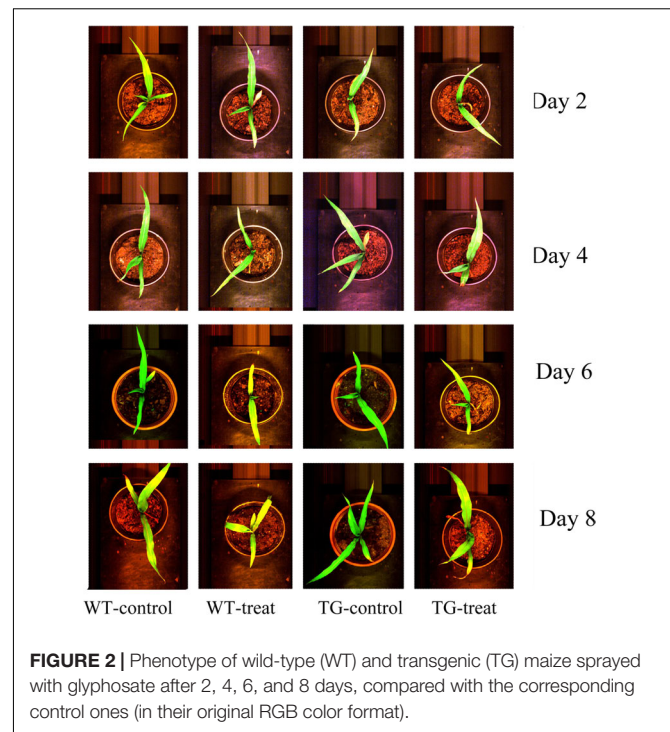 Day 2
Day 4
Day 6
Day 8
WT-control WT-treat TG-control TG-treat
FIGURE 2 | Phenotype of wild-type (WT) and transgenic (TG) maize sprayed
with glyphosate after 2, 4, 6, and 8 days, compared with the corresponding
control ones (in their original RGB color format).